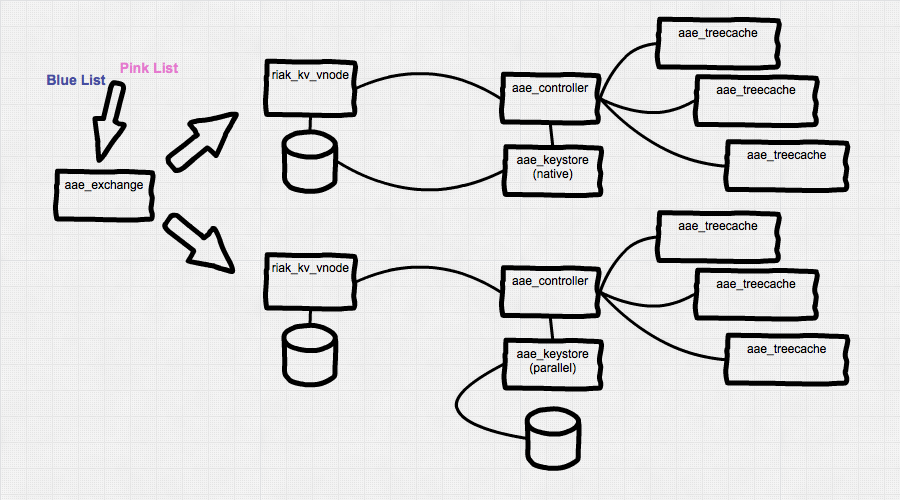 Blue List
Pink List
aae_exchange
riak_kv_vnode
aae_controller
aae_keystore
(native)
aae_treecache
aae_treecache
aae_treecache
riak_kv_vnode
aae_controller
aae_keystore
(parallel)
aae_treecache
aae_treecache
aae_treecache